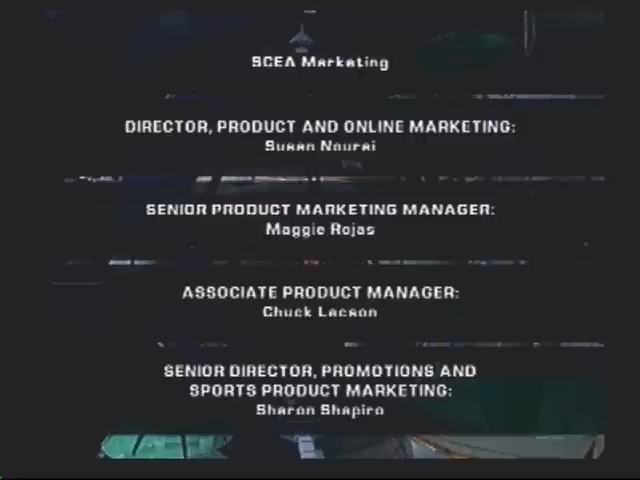 SCEA Marketing
DIRECTOR, PRODUCT AND ONLINE MARKETING:
Susan Nourai
SENIOR PRODUCT MARKETING MANAGER:
Maggie Rojas
ASSOCIATE PRODUCT MANAGER:
Chuck Lacson
SENIOR DIRECTOR, PROMOTIONS AND
SPORTS PRODUCT MARKETING:
Sharon Shapiro